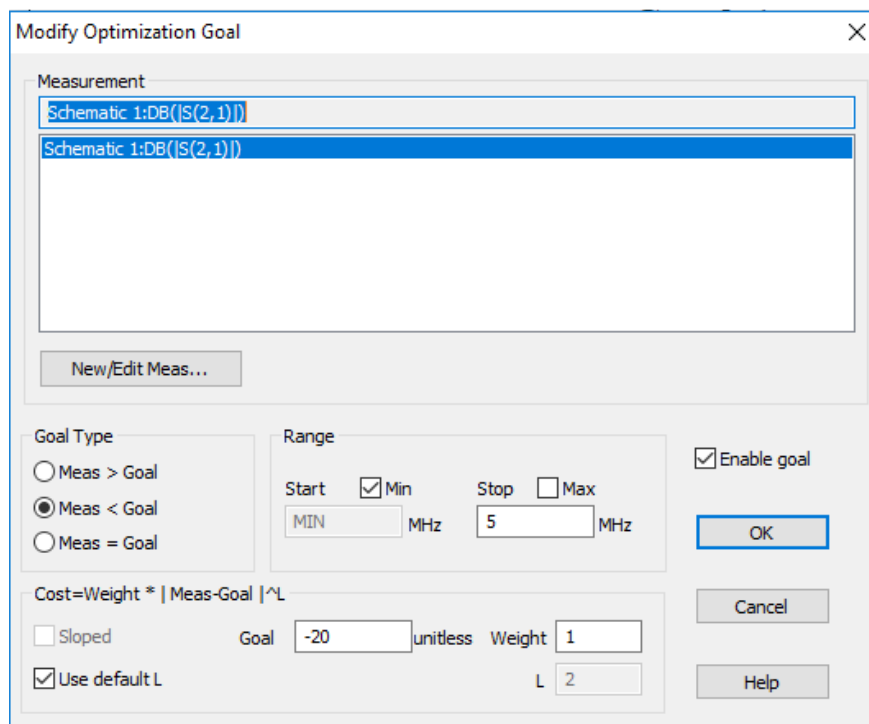 Modify Optimization Goal
Measurement
Schematic 1:DB(|S(2,1)|)
Schematic 1:DB(|S(2,1)|)
New/Edit Meas...
Goal Type
Range
Meas > Goal
Meas < Goal
Meas = Goal
Start Min Stop Max
MIN MHz 5 MHz
Enable goal
OK
Cost=Weight * | Meas-Goal |^L
Sloped Goal -20 unitless Weight 1
Use default L L 2
Cancel
Help